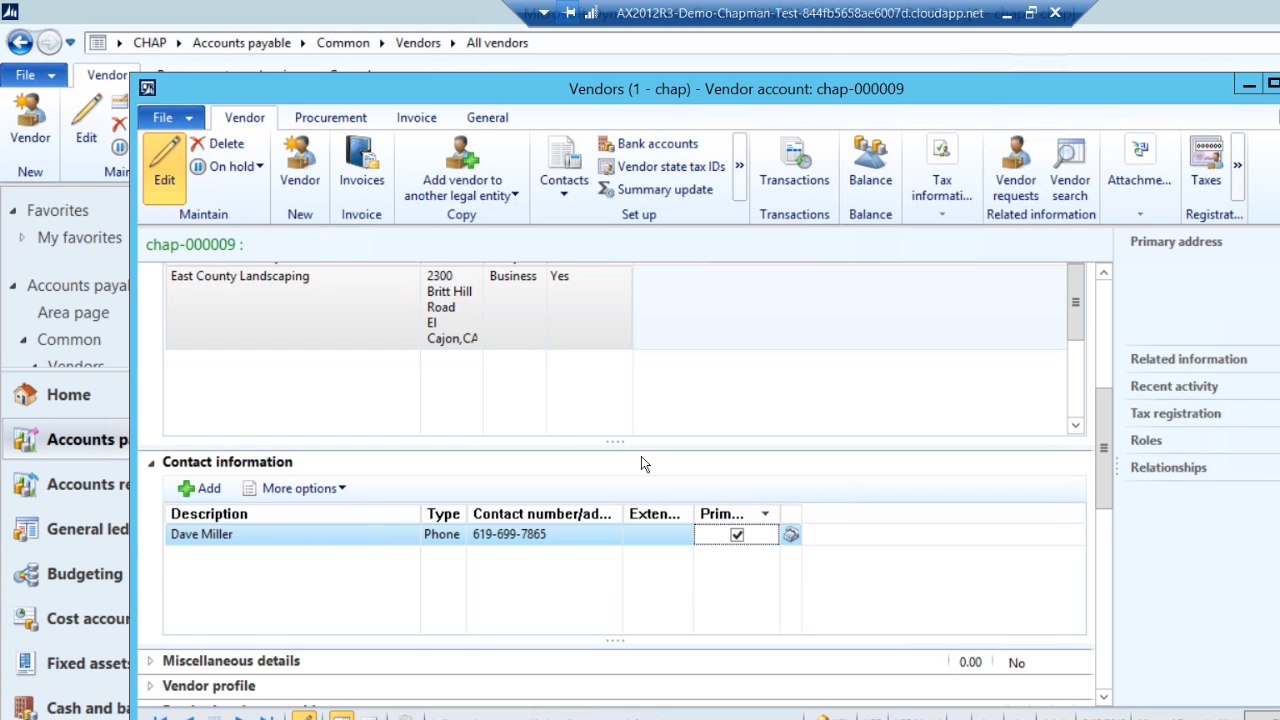 AX2012R3-Demo-Chapman-Test-844fb5658ae6007d.cloudapp.net
CHAP Accounts payable Common Vendors All vendors
File Vendor
Vendor Edit
New Main
Favorites
My favorites
Accounts payal
Area page
Common
Vendors
Home
Accounts pa
Accounts re
General led
Budgeting
Cost accour
Fixed assets
Cash and ba
Vendors (1 - chap) - Vendor account: chap-000009
File Vendor Procurement Invoice General
Edit Delete On hold
Maintain
Vendor
New
Invoices
Invoice
Add vendor to another legal entity
Copy
Contacts
Bank accounts
Vendor state tax IDs
Summary update
Set up
Transactions
Transactions
Balance
Balance
Tax informati...
Vendor requests
Vendor search
Related information
Attachme...
Taxes
Registrat...
chap-000009 :
East County Landscaping 2300 Business Yes
Britt Hill
Road
El
Cajon,CA
Contact information
Add More options
Description Type Contact number/ad... Exten... Prim...
Dave Miller Phone 619-699-7865
Miscellaneous details 0.00 No
Vendor profile
Primary address
Related information
Recent activity
Tax registration
Roles
Relationships